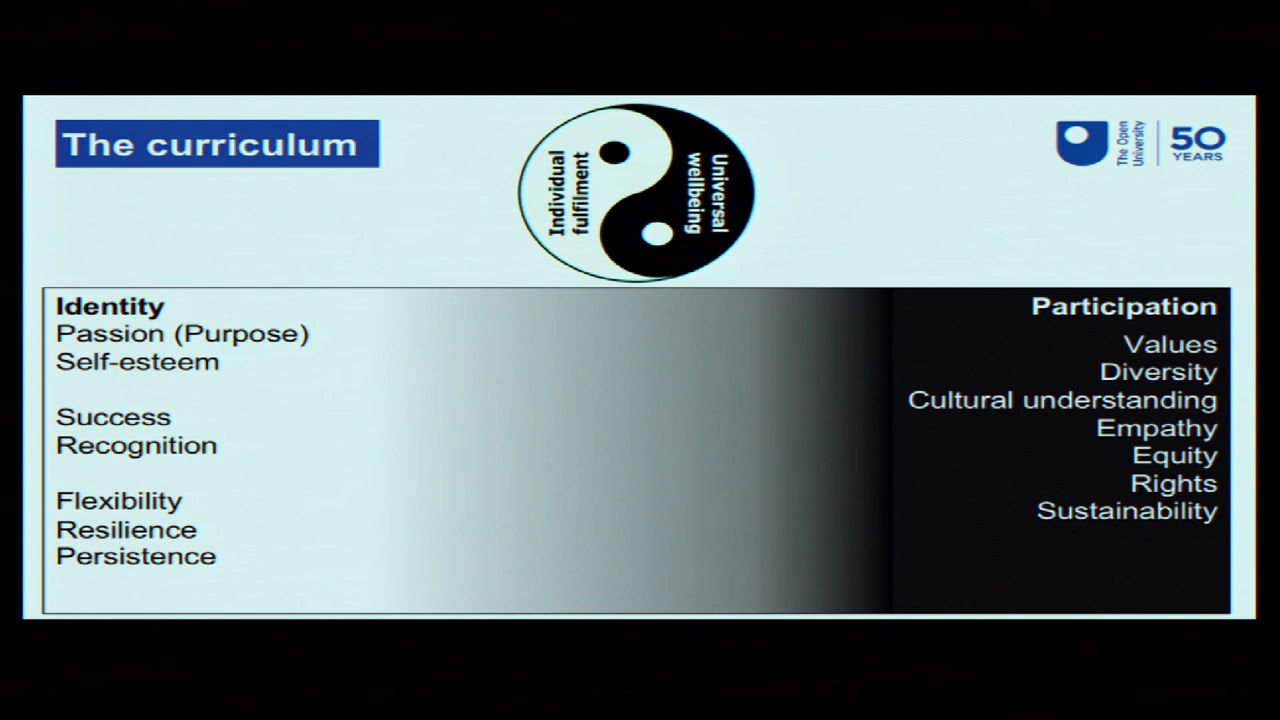 The curriculum
Individual
fulfilment
Universal
wellbeing
The Open
University
50
YEARS
Identity
Passion (Purpose)
Self-esteem
Success
Recognition
Flexibility
Resilience
Persistence
Participation
Values
Diversity
Cultural understanding
Empathy
Equity
Rights
Sustainability